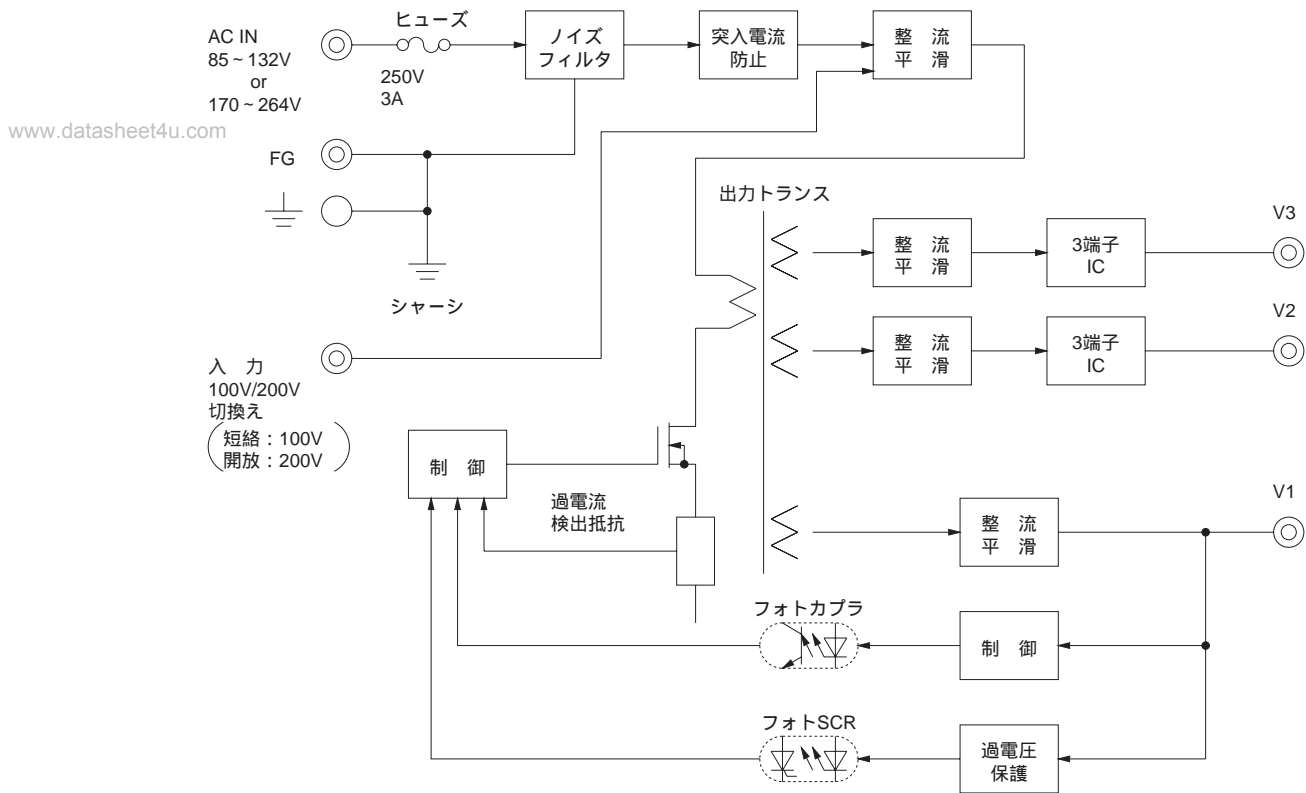 ヒューズ
AC IN
85～132V
or
170～264V
250V
3A
ノイズ
フィルタ
突入電流
防止
整　流
平　滑
www.datasheet4u.com
FG
シャーシ
出力トランス
整　流
平　滑
3端子
IC
V3
整　流
平　滑
3端子
IC
V2
入　力
100V/200V
切換え
(短絡：100V
開放：200V)
制　御
過電流
検出抵抗
整　流
平　滑
V1
フォトカプラ
制　御
フォトSCR
過電圧
保護